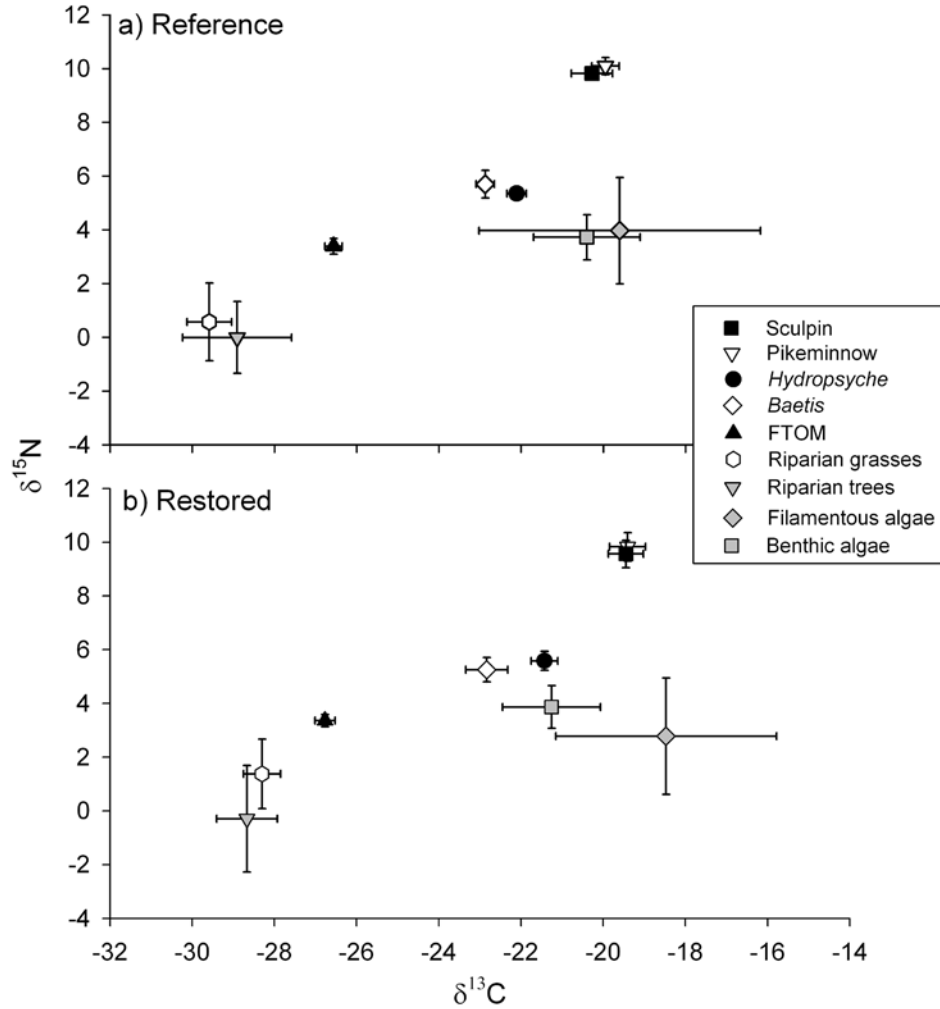 a) Reference
12
10
8
6
4
2
0
-2
-4
δ15N
Sculpin
Pikeminnow
Hydropsyche
Baetis
FTOM
Riparian grasses
Riparian trees
Filamentous algae
Benthic algae
b) Restored
12
10
8
6
4
2
0
-2
-4
δ15N
-32 -30 -28 -26 -24 -22 -20 -18 -16 -14 -12
δ13C